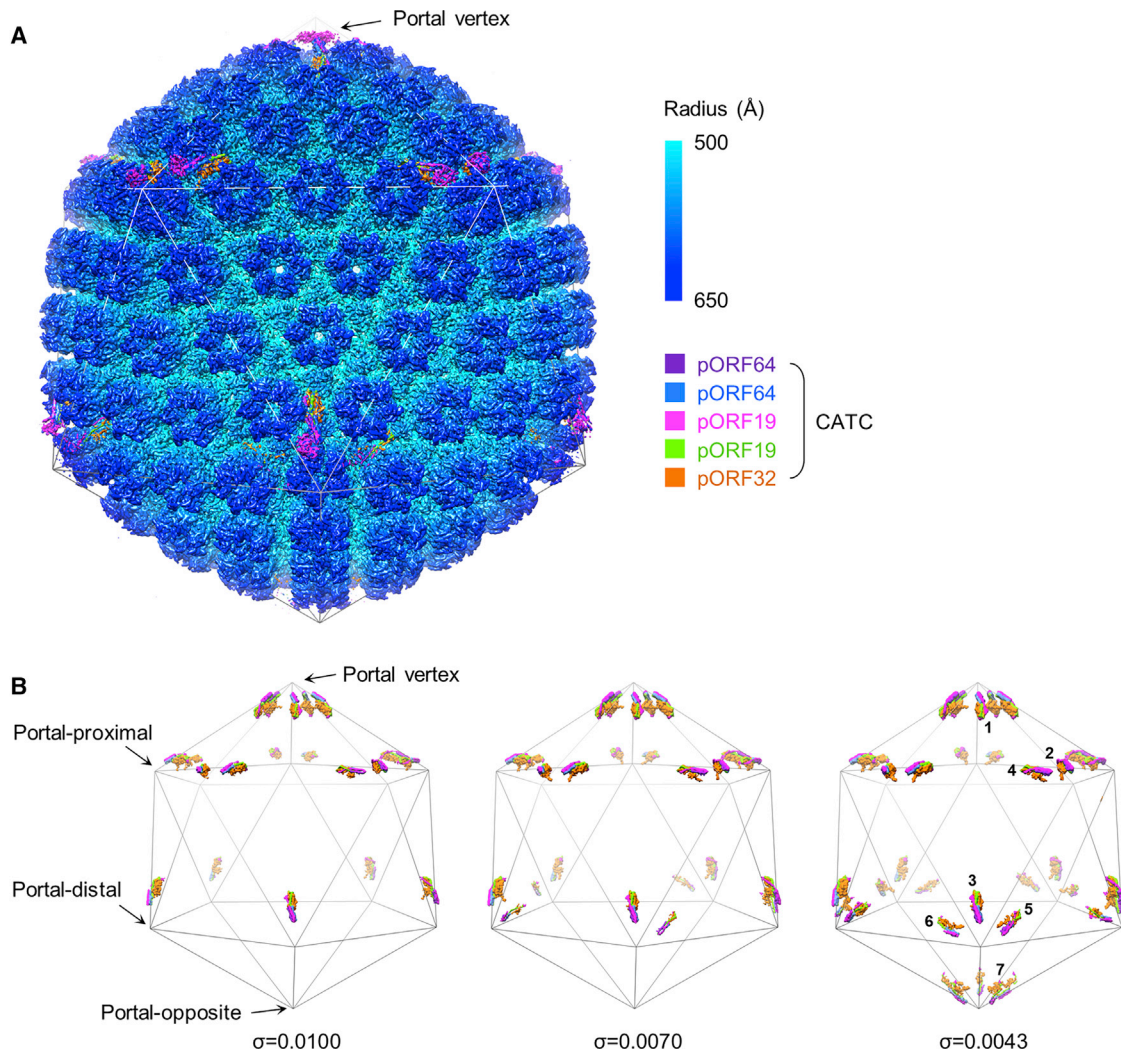 A
Portal vertex
Radius (Å)
500
650
pORF64
pORF64
pORF19
pORF19
pORF32
CATC
B
Portal vertex
Portal-proximal
Portal-distal
Portal-opposite
1
2
4
3
5
6
7
σ=0.0100
σ=0.0070
σ=0.0043